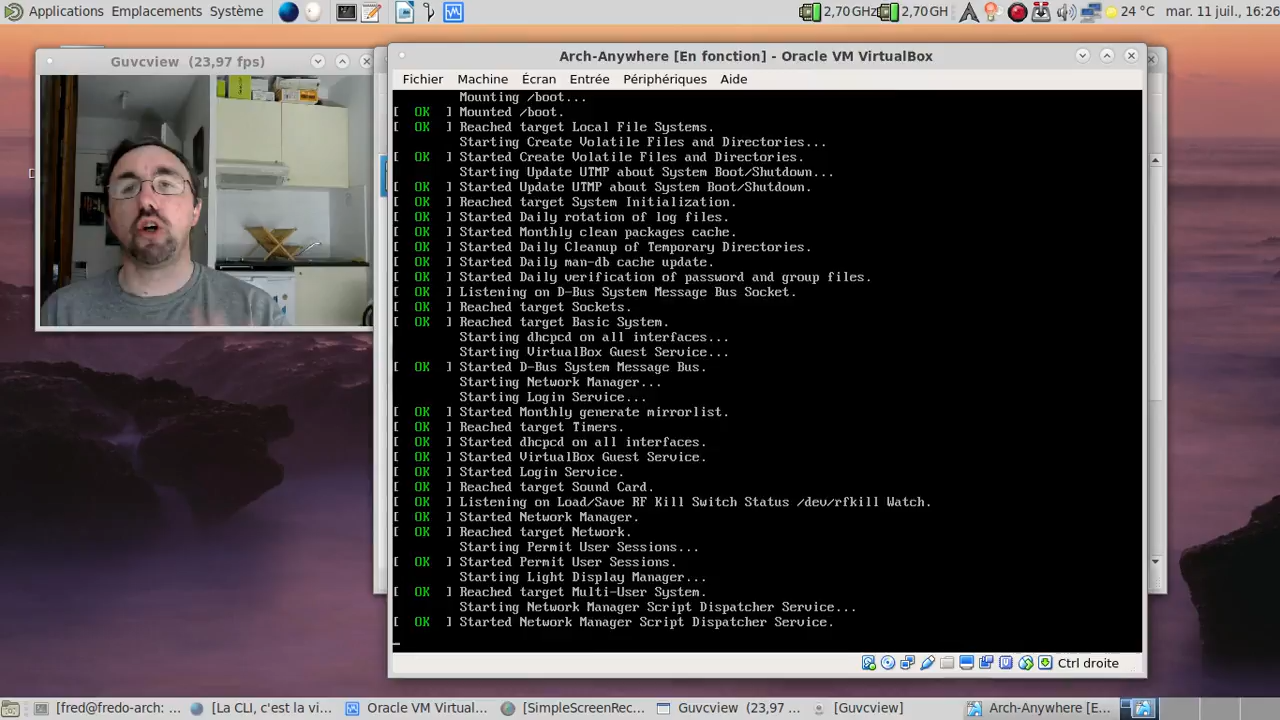 Applications Emplacements Système 2,70 GHz 2,70 GH 24 °C mar. 11 juil., 16:26
Guvcview (23,97 fps)
Arch-Anywhere [En fonction] - Oracle VM VirtualBox
Fichier Machine Écran Entrée Périphériques Aide
Mounting /boot...
[ OK ] Mounted /boot.
[ OK ] Reached target Local File Systems.
Starting Create Volatile Files and Directories...
[ OK ] Started Create Volatile Files and Directories.
Starting Update UTMP about System Boot/Shutdown...
[ OK ] Started Update UTMP about System Boot/Shutdown.
[ OK ] Reached target System Initialization.
[ OK ] Started Daily rotation of log files.
[ OK ] Started Monthly clean packages cache.
[ OK ] Started Daily Cleanup of Temporary Directories.
[ OK ] Started Daily man-db cache update.
[ OK ] Started Daily verification of password and group files.
[ OK ] Listening on D-Bus System Message Bus Socket.
[ OK ] Reached target Sockets.
[ OK ] Reached target Basic System.
Starting dhcpcd on all interfaces...
Starting VirtualBox Guest Service...
[ OK ] Started D-Bus System Message Bus.
Starting Network Manager...
Starting Login Service...
[ OK ] Started Monthly generate mirrorlist.
[ OK ] Reached target Timers.
[ OK ] Started dhcpcd on all interfaces.
[ OK ] Started VirtualBox Guest Service.
[ OK ] Started Login Service.
[ OK ] Reached target Sound Card.
[ OK ] Listening on Load/Save RF Kill Switch Status /dev/rfkill Watch.
[ OK ] Started Network Manager.
[ OK ] Reached target Network.
Starting Permit User Sessions...
[ OK ] Started Permit User Sessions.
Starting Light Display Manager...
[ OK ] Reached target Multi-User System.
Starting Network Manager Script Dispatcher Service...
[ OK ] Started Network Manager Script Dispatcher Service.
Ctrl droite
[fred@fredo-arch: ... [La CLI, c'est la vi... Oracle VM Virtual... [SimpleScreenRec... Guvcview (23,97 ... [Guvcview] Arch-Anywhere [E...